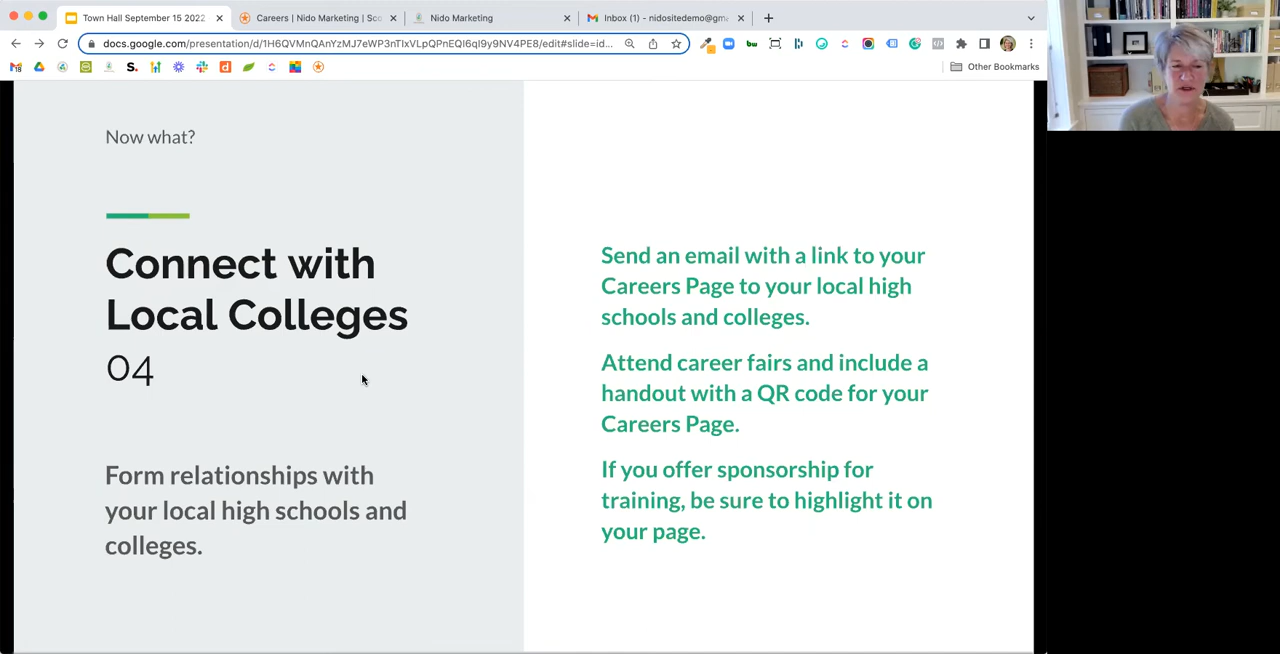 Town Hall September 15 2022
Careers | Nido Marketing | Sc
Nido Marketing
Inbox (1) - nidositedemo@gm
docs.google.com/presentation/d/1H6QVMnQAnYzMJ7eWP3nTIxVLpQPnEQI6qI9y9NV4PE8/edit#slide=id...
Other Bookmarks
Now what?
Connect with
Local Colleges
04
Form relationships with
your local high schools and
colleges.
Send an email with a link to your
Careers Page to your local high
schools and colleges.
Attend career fairs and include a
handout with a QR code for your
Careers Page.
If you offer sponsorship for
training, be sure to highlight it on
your page.